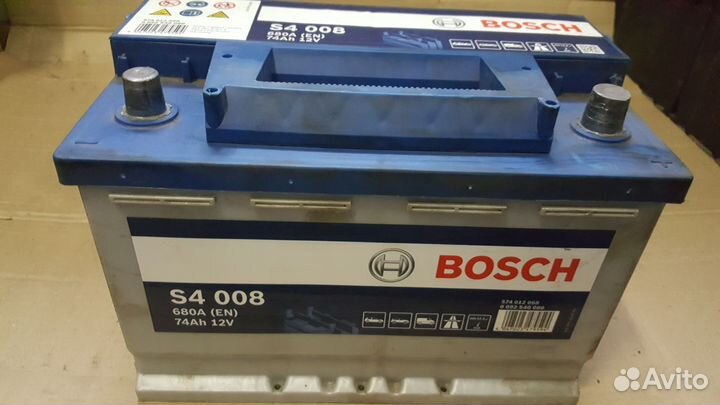 S4 008
BOSCH
680A (EN)
74Ah 12V
BOSCH
S4 008
680A (EN)
74Ah 12V
574 012 068
0 092 S40 080
Avito